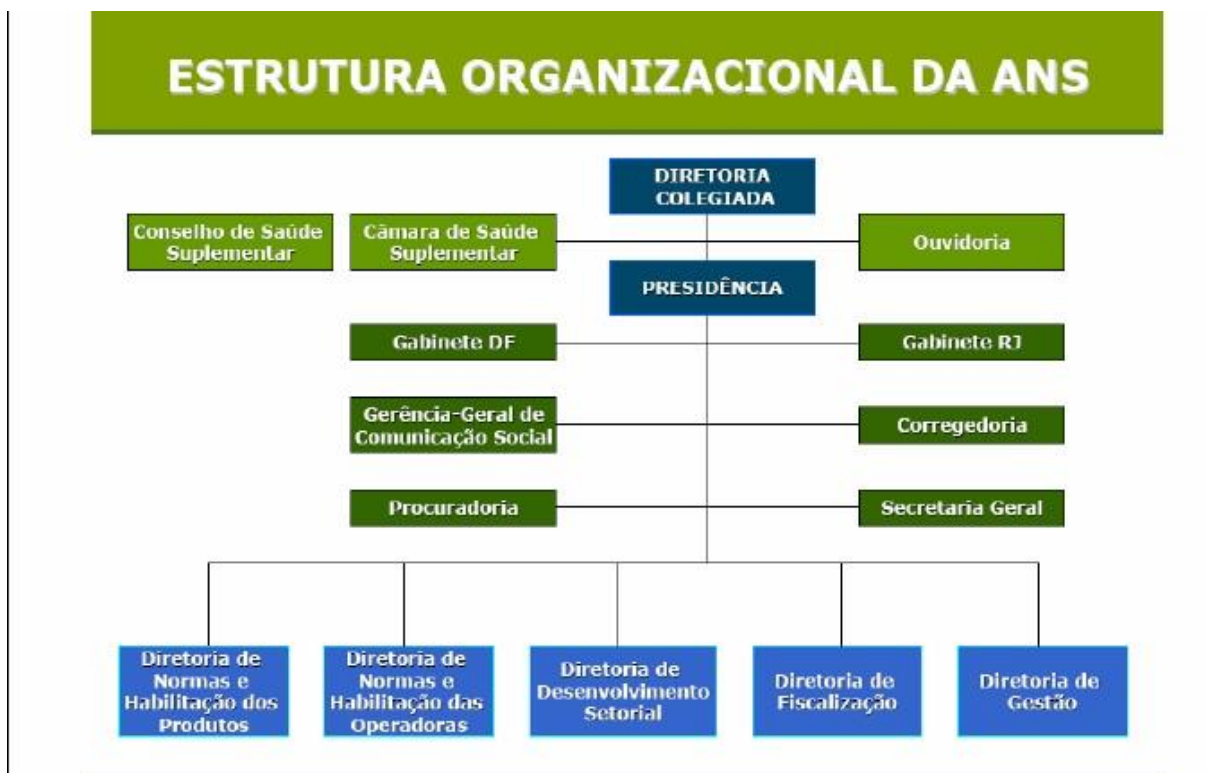 ESTRUTURA ORGANIZACIONAL DA ANS
DIRETORIA
COLEGIADA
Conselho de Saúde
Suplementar
Câmara de Saúde
Suplementar
Ouvidoria
PRESIDÊNCIA
Gabinete DF
Gabinete RJ
Gerência-Geral de
Comunicação Social
Corregedoria
Procuradoria
Secretaria Geral
Diretoria de
Normas e
Habilitação dos
Produtos
Diretoria de
Normas e
Habilitação das
Operadoras
Diretoria de
Desenvolvimento
Setorial
Diretoria de
Fiscalização
Diretoria de
Gestão